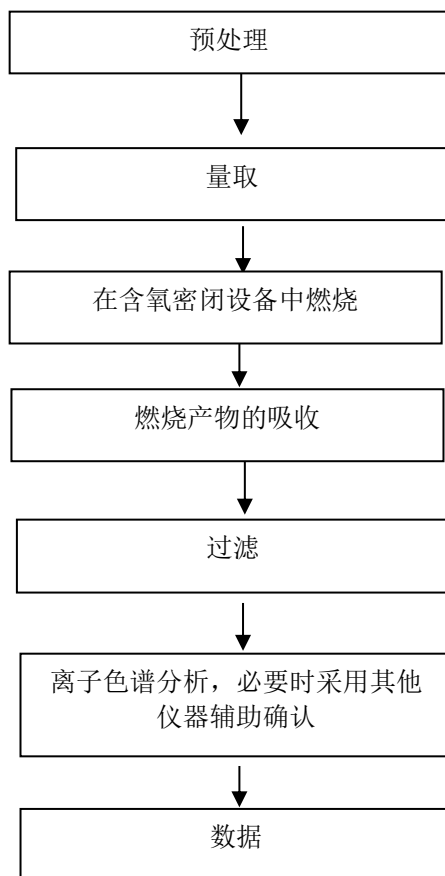 预处理
量取
在含氧密闭设备中燃烧
燃烧产物的吸收
过滤
离子色谱分析，必要时采用其他
仪器辅助确认
数据